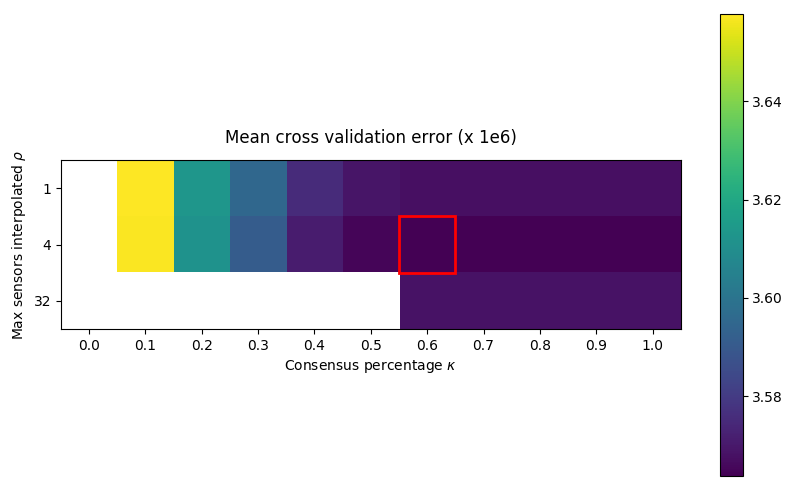 Mean cross validation error (x 1e6)
Max sensors interpolated ρ
1
4
32
0.0 0.1 0.2 0.3 0.4 0.5 0.6 0.7 0.8 0.9 1.0
Consensus percentage κ
3.64
3.62
3.60
3.58